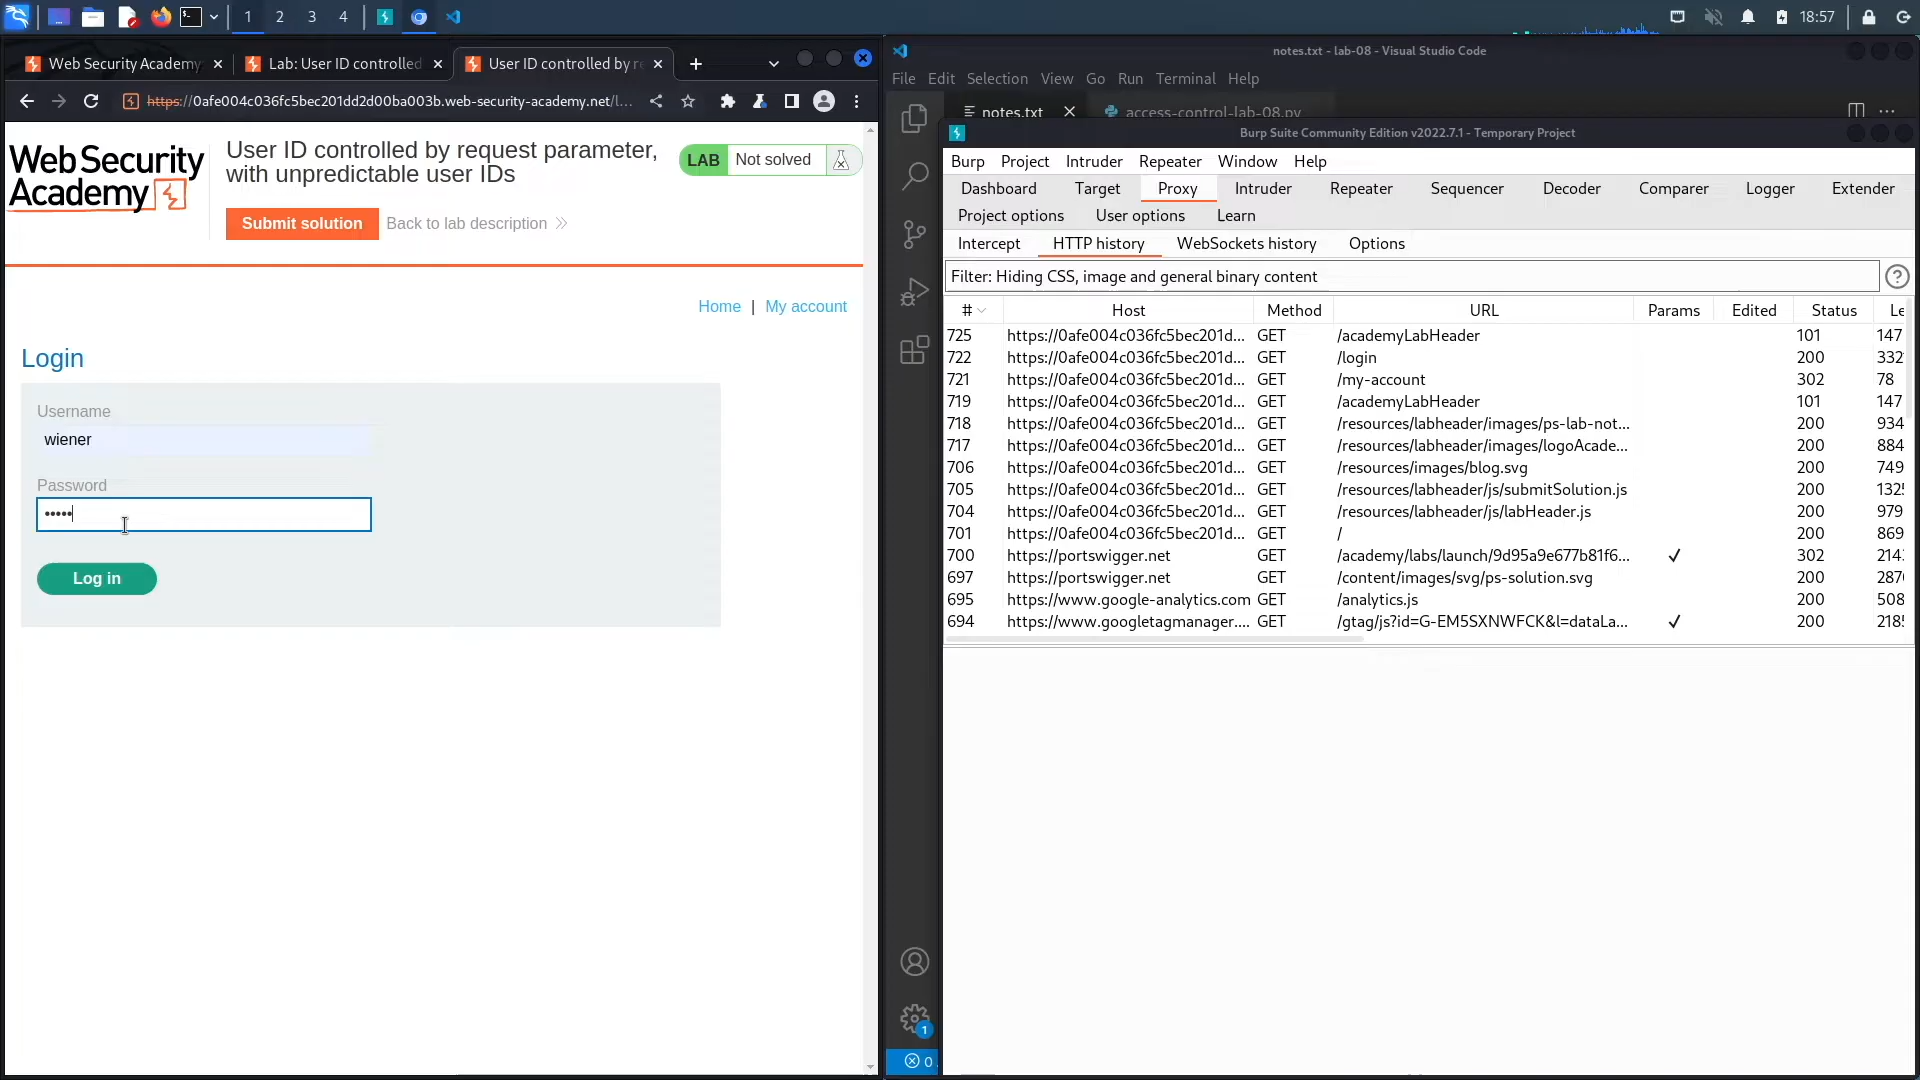 1 2 3 4
18:57
Web Security Academy
Lab: User ID controlled
User ID controlled by re
https://0afe004c036fc5bec201dd2d00ba003b.web-security-academy.net/l...
Web Security
Academy
User ID controlled by request parameter,
with unpredictable user IDs
LAB Not solved
Submit solution Back to lab description
Home | My account
Login
Username
wiener
Password
•••••
Log in
notes.txt - lab-08 - Visual Studio Code
File Edit Selection View Go Run Terminal Help
notes.txt access-control-lab-08.py
Burp Suite Community Edition v2022.7.1 - Temporary Project
Burp Project Intruder Repeater Window Help
Dashboard Target Proxy Intruder Repeater Sequencer Decoder Comparer Logger Extender
Project options User options Learn
Intercept HTTP history WebSockets history Options
Filter: Hiding CSS, image and general binary content
# Host Method URL Params Edited Status Le
725 https://0afe004c036fc5bec201d... GET /academyLabHeader 101 147
722 https://0afe004c036fc5bec201d... GET /login 200 332
721 https://0afe004c036fc5bec201d... GET /my-account 302 78
719 https://0afe004c036fc5bec201d... GET /academyLabHeader 101 147
718 https://0afe004c036fc5bec201d... GET /resources/labheader/images/ps-lab-not... 200 934
717 https://0afe004c036fc5bec201d... GET /resources/labheader/images/logoAcade... 200 884
706 https://0afe004c036fc5bec201d... GET /resources/images/blog.svg 200 749
705 https://0afe004c036fc5bec201d... GET /resources/labheader/js/submitSolution.js 200 132
704 https://0afe004c036fc5bec201d... GET /resources/labheader/js/labHeader.js 200 979
701 https://0afe004c036fc5bec201d... GET / 200 869
700 https://portswigger.net GET /academy/labs/launch/9d95a9e677b81f6... ✓ 302 214
697 https://portswigger.net GET /content/images/svg/ps-solution.svg 200 287
695 https://www.google-analytics.com GET /analytics.js 200 508
694 https://www.googletagmanager.... GET /gtag/js?id=G-EM5SXNWFCK&l=dataLa... ✓ 200 218
1
0